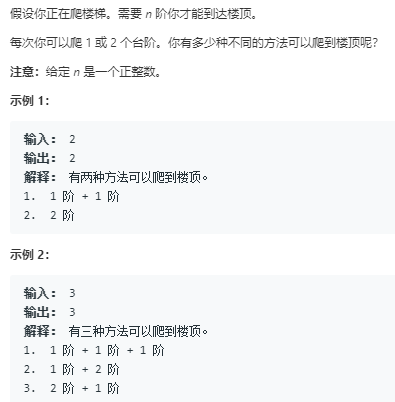 假设你正在爬楼梯。需要 n 阶你才能到达楼顶。
每次你可以爬 1 或 2 个台阶。你有多少种不同的方法可以爬到楼顶呢？
注意：给定 n 是一个正整数。
示例 1：
输入： 2
输出： 2
解释： 有两种方法可以爬到楼顶。
1. 1 阶 + 1 阶
2. 2 阶
示例 2：
输入： 3
输出： 3
解释： 有三种方法可以爬到楼顶。
1. 1 阶 + 1 阶 + 1 阶
2. 1 阶 + 2 阶
3. 2 阶 + 1 阶